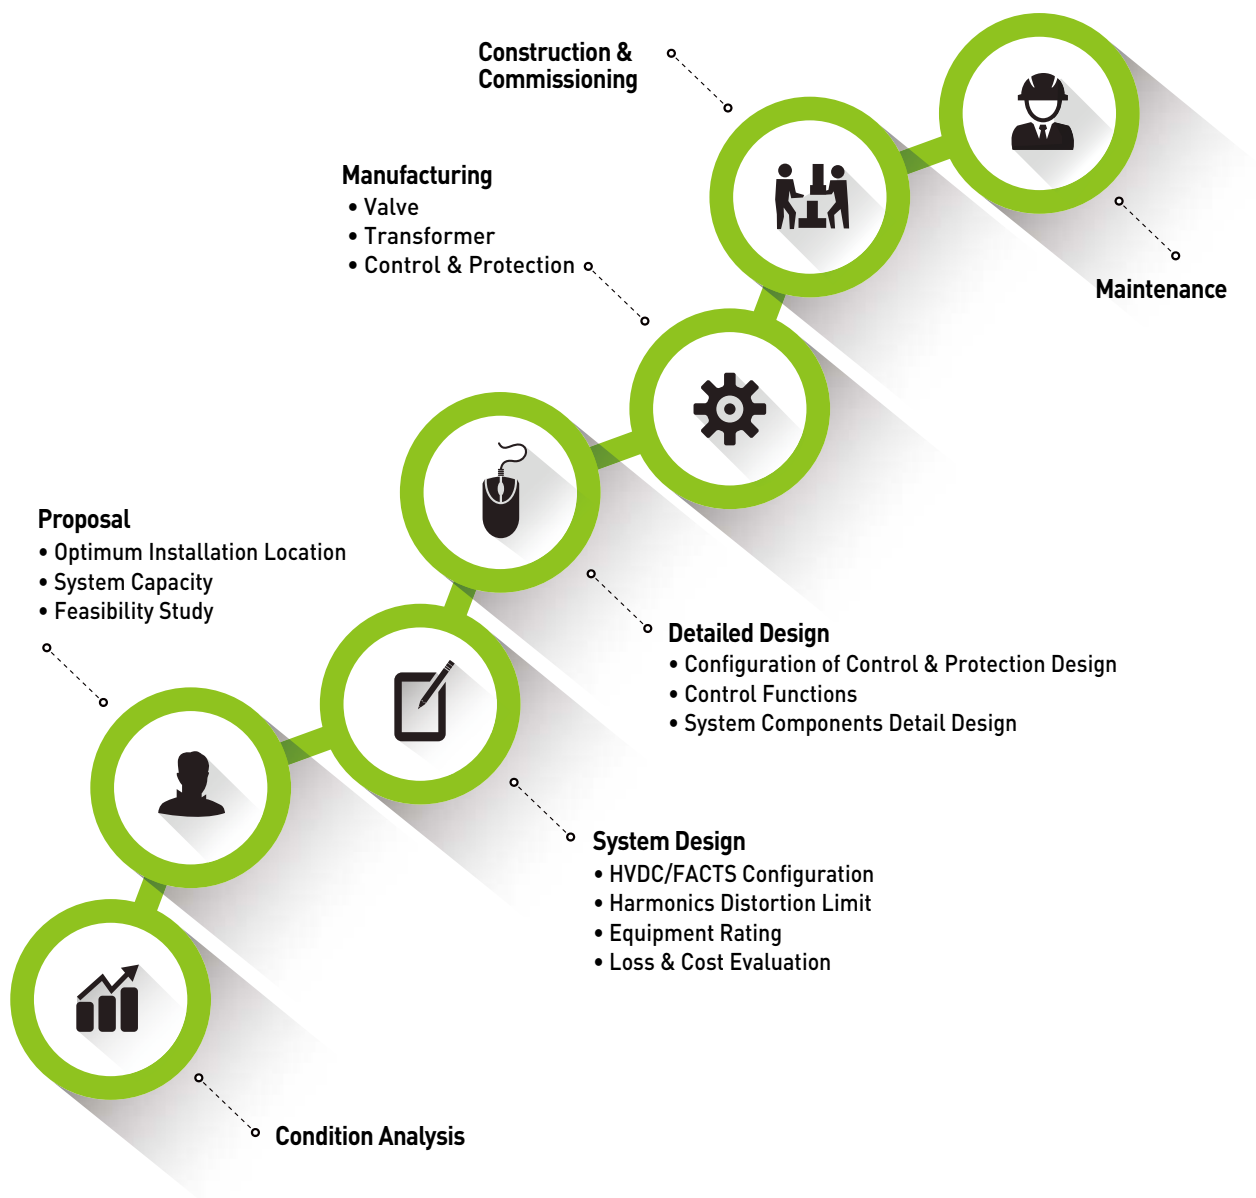 Construction &
Commissioning
Manufacturing
• Valve
• Transformer
• Control & Protection
Maintenance
Proposal
• Optimum Installation Location
• System Capacity
• Feasibility Study
Detailed Design
• Configuration of Control & Protection Design
• Control Functions
• System Components Detail Design
System Design
• HVDC/FACTS Configuration
• Harmonics Distortion Limit
• Equipment Rating
• Loss & Cost Evaluation
Condition Analysis